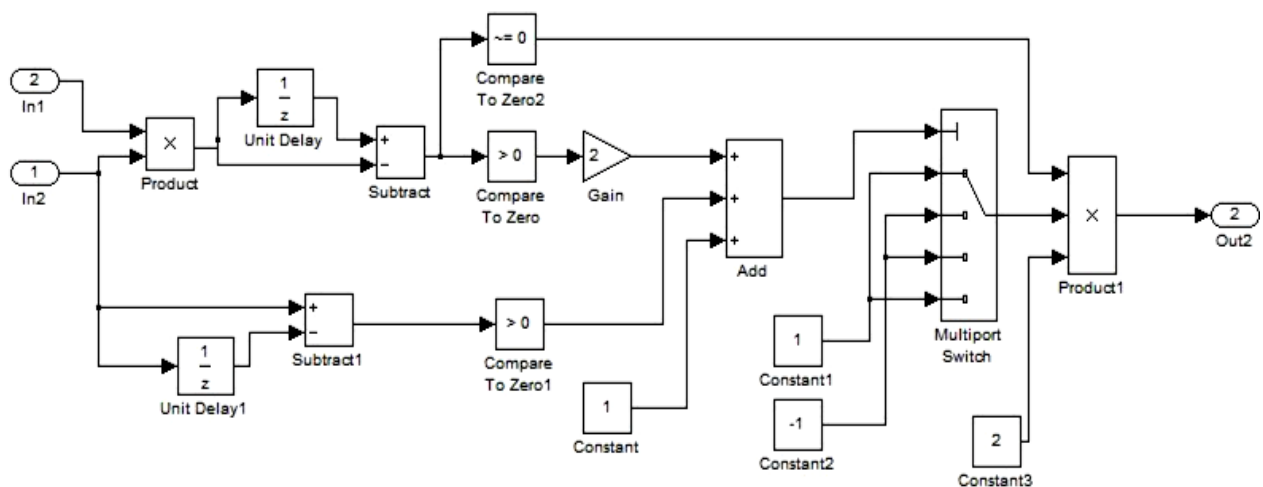 ~= 0
Compare
To Zero2
2
In1
1
z
Unit Delay
×
Product
+
−
Subtract
> 0
Compare
To Zero
2
Gain
+
+
+
Add
1
In2
×
Product1
2
Out2
+
−
Subtract1
1
z
Unit Delay1
> 0
Compare
To Zero1
1
Constant
1
Constant1
Multiport
Switch
-1
Constant2
2
Constant3